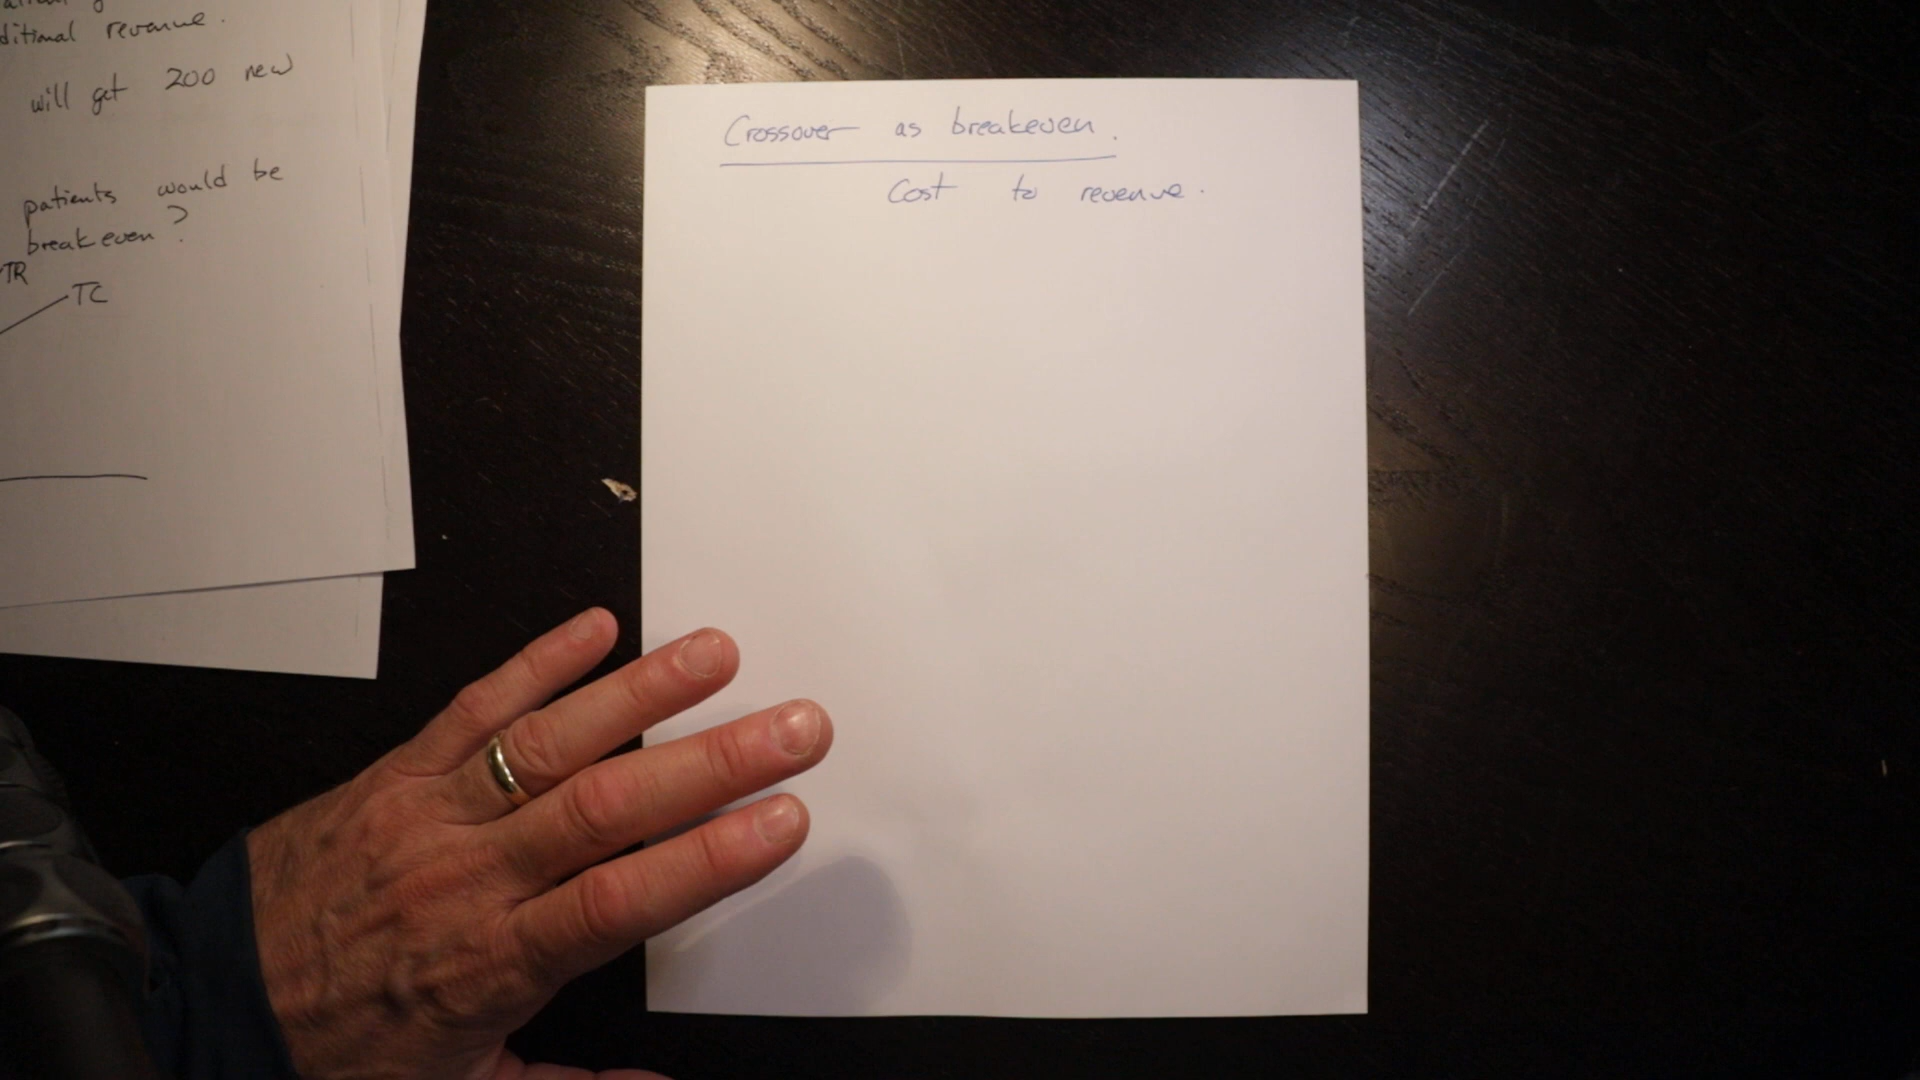 ditional revenue.
will get 200 new
patients would be
breakeven?
TR
TC
Crossover as breakeven.
Cost to revenue.